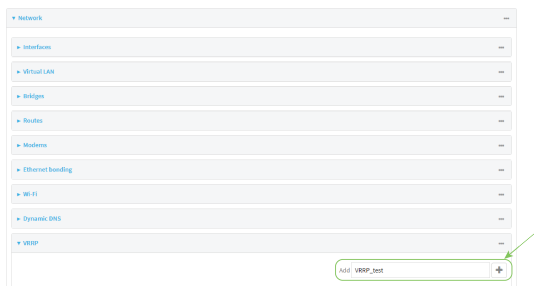 Network
Interfaces
Virtual LAN
Bridges
Routes
Modems
Ethernet bonding
Wi-Fi
Dynamic DNS
VRRP
Add VRRP_test